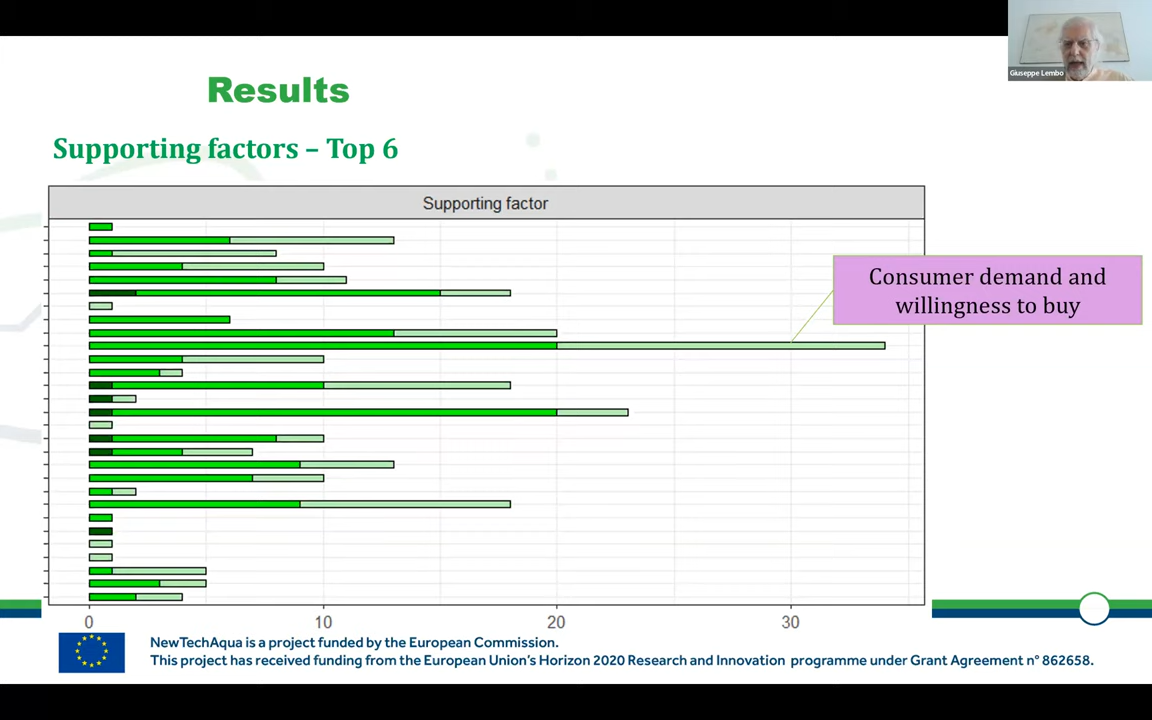 Giuseppe Lembo
Results
Supporting factors – Top 6
Supporting factor
Consumer demand and
willingness to buy
0 10 20 30
NewTechAqua is a project funded by the European Commission.
This project has received funding from the European Union's Horizon 2020 Research and Innovation programme under Grant Agreement n° 862658.